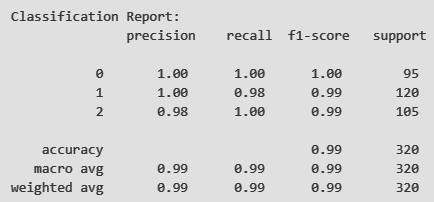 Classification Report:
              precision    recall  f1-score   support

           0       1.00      1.00      1.00        95
           1       1.00      0.98      0.99       120
           2       0.98      1.00      0.99       105

    accuracy                           0.99       320
   macro avg       0.99      0.99      0.99       320
weighted avg       0.99      0.99      0.99       320